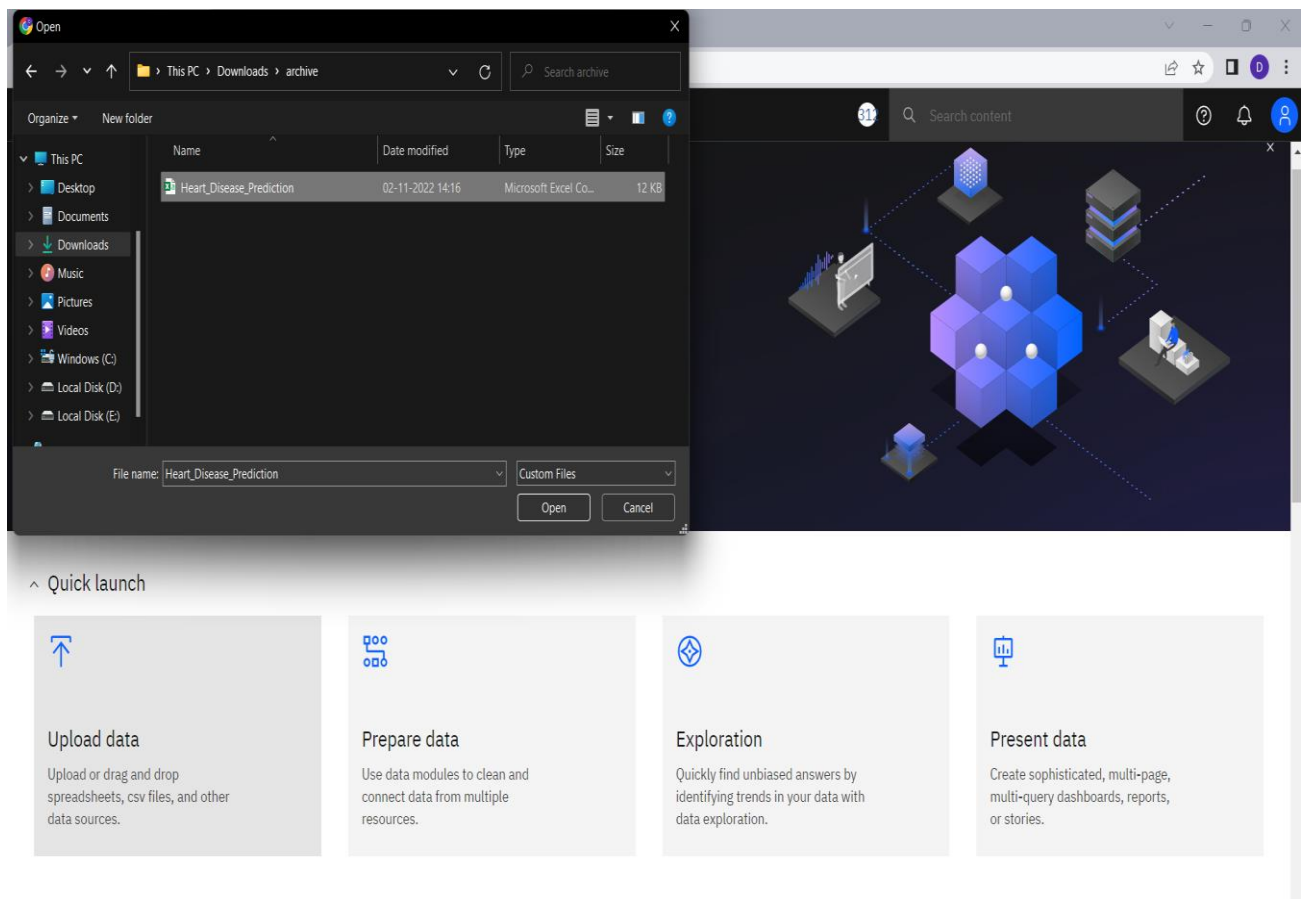 Open
This PC > Downloads > archive
Search archive
Organize
New folder
Name
Date modified
Type
Size
This PC
Desktop
Documents
Downloads
Music
Pictures
Videos
Windows (C:)
Local Disk (D:)
Local Disk (E:)
Heart_Disease_Prediction
02-11-2022 14:16
Microsoft Excel Co...
12 KB
File name:
Heart_Disease_Prediction
Custom Files
Open
Cancel
Search content
D
Quick launch
Upload data
Upload or drag and drop
spreadsheets, csv files, and other
data sources.
Prepare data
Use data modules to clean and
connect data from multiple
resources.
Exploration
Quickly find unbiased answers by
identifying trends in your data with
data exploration.
Present data
Create sophisticated, multi-page,
multi-query dashboards, reports,
or stories.